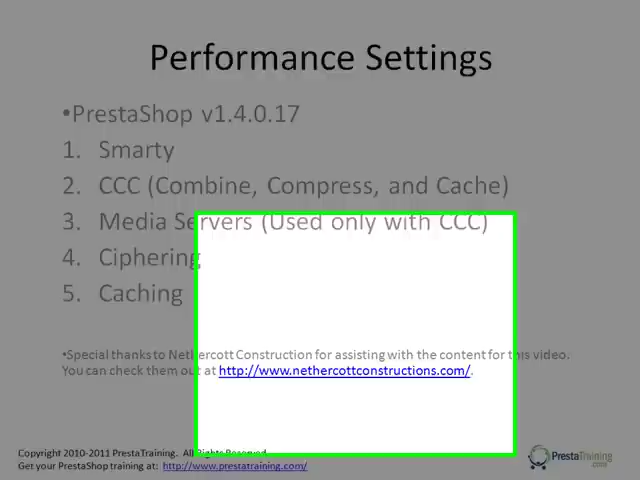 Performance Settings
•PrestaShop v1.4.0.17
1. Smarty
2. CCC (Combine, Compress, and Cache)
3. Media Servers (Used only with CCC)
4. Ciphering
5. Caching
•Special thanks to Nethercott Construction for assisting with the content for this video.
You can check them out at http://www.nethercottconstructions.com/.
Copyright 2010-2011 PrestaTraining. All Rights Reserved.
Get your PrestaShop training at: http://www.prestatraining.com/
PrestaTraining
.com